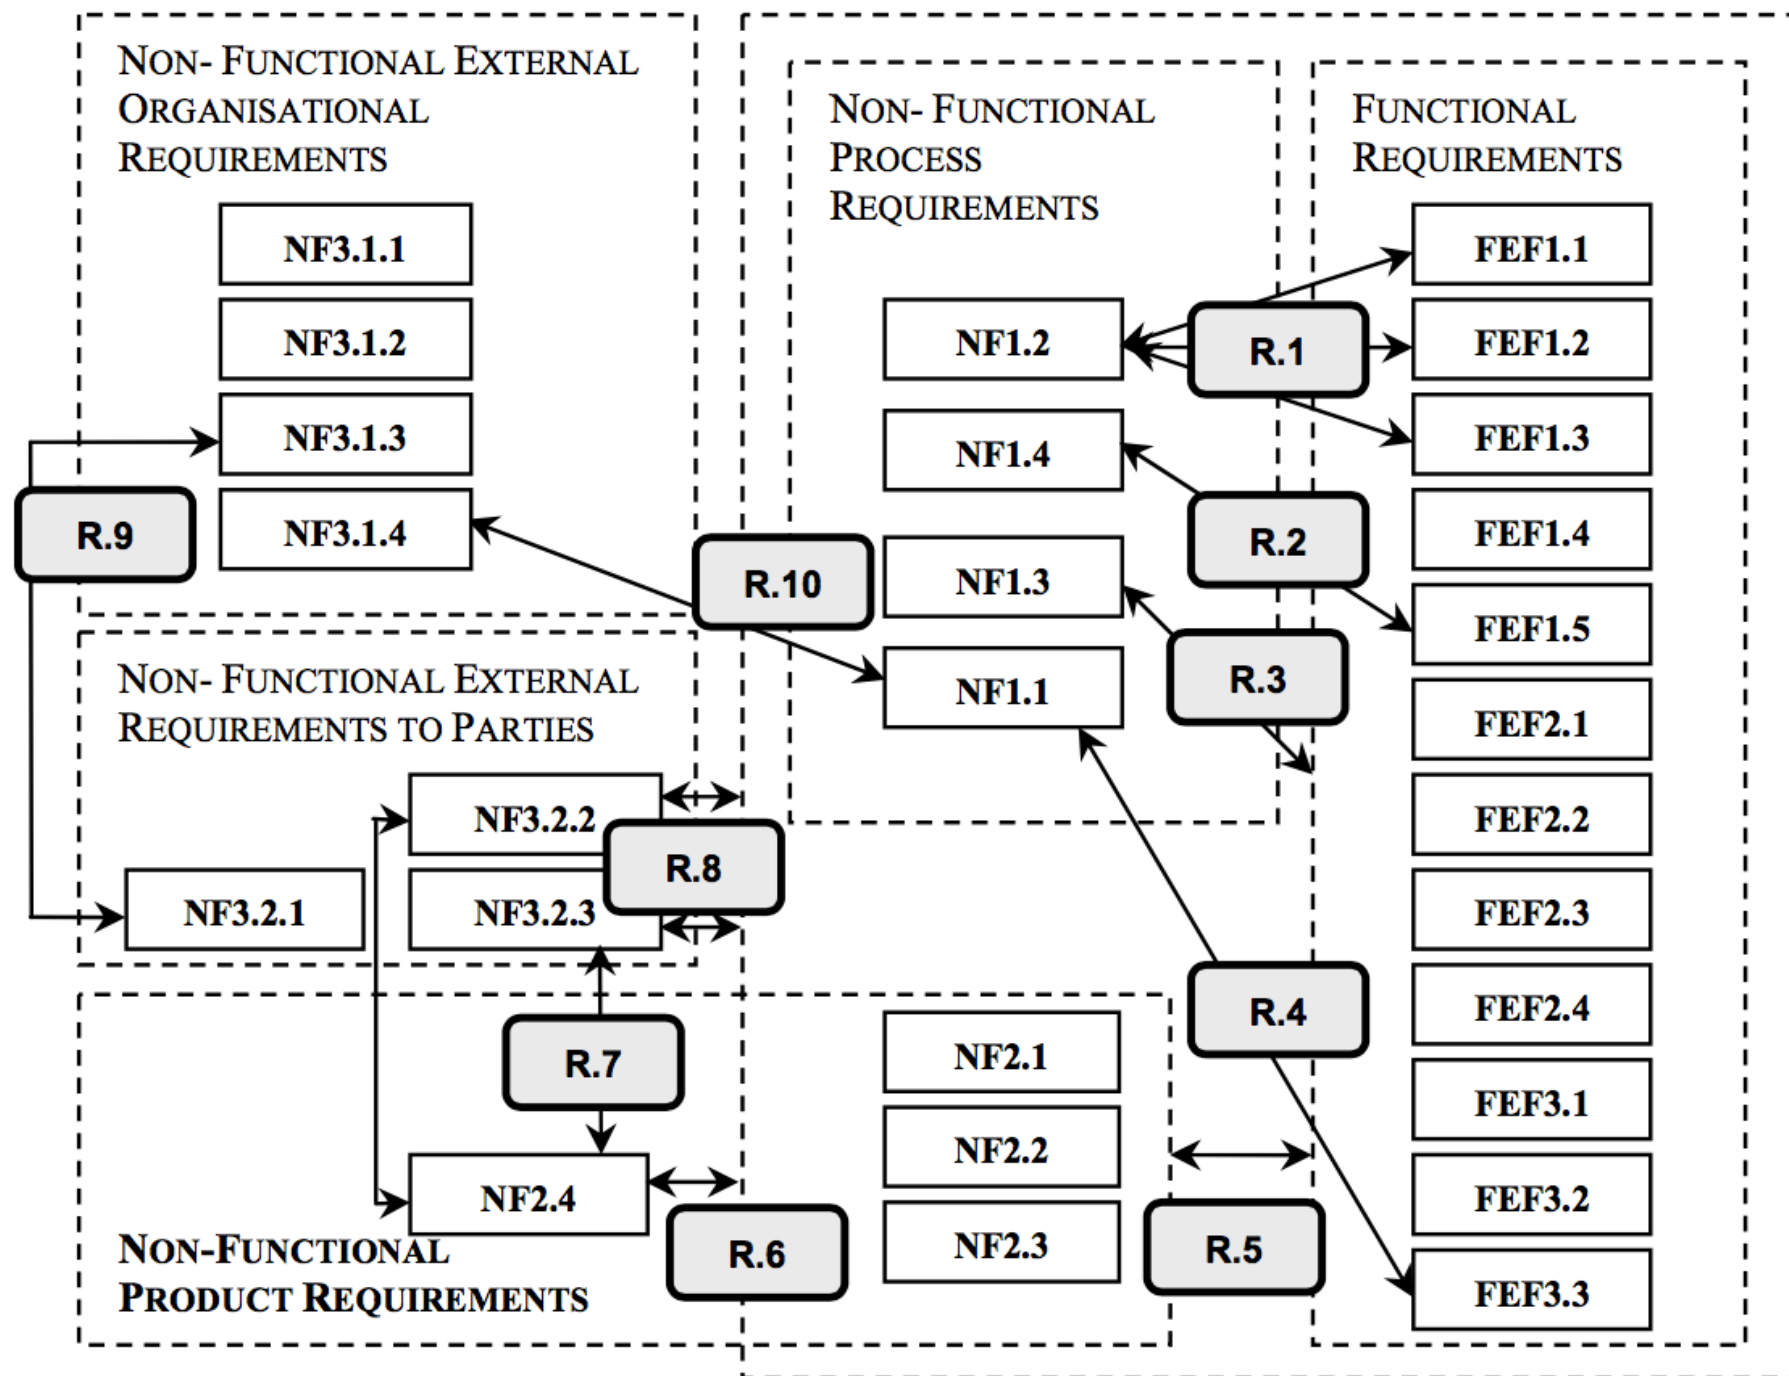 NON- FUNCTIONAL EXTERNAL
ORGANISATIONAL
REQUIREMENTS
NF3.1.1
NF3.1.2
NF3.1.3
NF3.1.4
R.9
R.10
NON- FUNCTIONAL EXTERNAL
REQUIREMENTS TO PARTIES
NF3.2.2
NF3.2.1
NF3.2.3
R.8
R.7
NF2.4
R.6
NON-FUNCTIONAL
PRODUCT REQUIREMENTS
NON- FUNCTIONAL
PROCESS
REQUIREMENTS
NF1.2
NF1.4
NF1.3
NF1.1
R.1
R.2
R.3
R.4
NF2.1
NF2.2
NF2.3
R.5
FUNCTIONAL
REQUIREMENTS
FEF1.1
FEF1.2
FEF1.3
FEF1.4
FEF1.5
FEF2.1
FEF2.2
FEF2.3
FEF2.4
FEF3.1
FEF3.2
FEF3.3